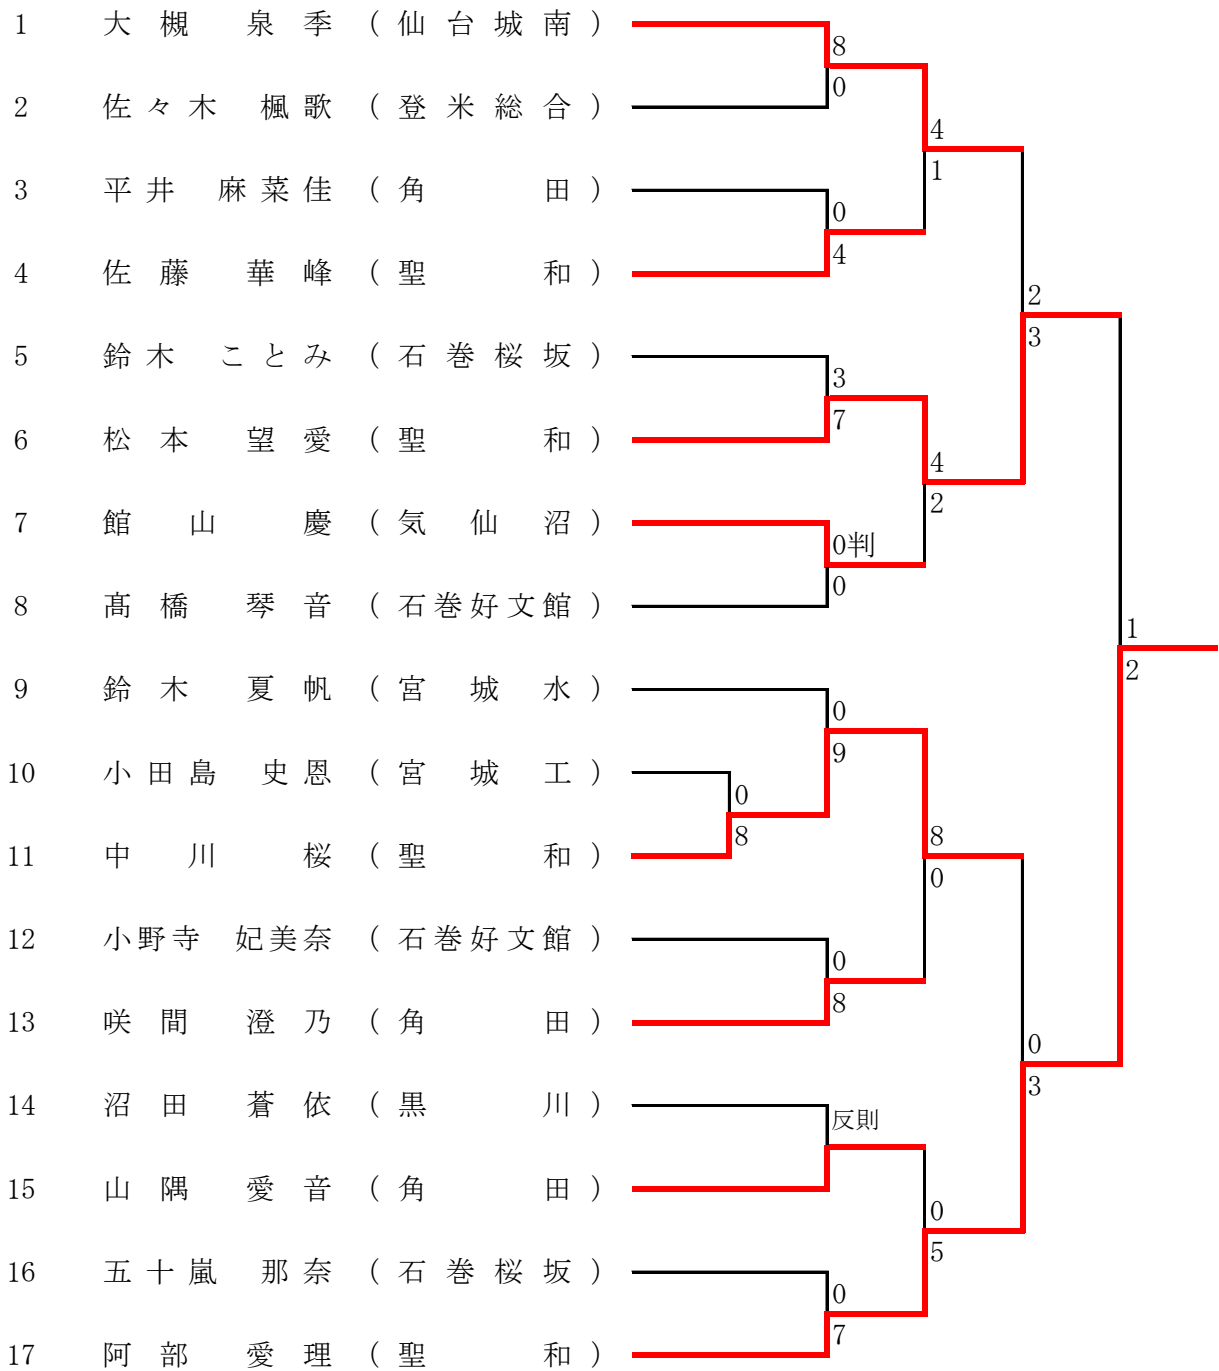 1 大槻 泉季 (仙台城南)
8
0
2 佐々木 楓歌 (登米総合)
4
1
3 平井 麻菜佳 (角田)
0
4
4 佐藤 華峰 (聖和)
2
3
5 鈴木 ことみ (石巻桜坂)
3
7
6 松本 望愛 (聖和)
4
2
7 館山 慶 (気仙沼)
0判
0
8 髙橋 琴音 (石巻好文館)
1
2
9 鈴木 夏帆 (宮城水)
0
9
10 小田島 史恩 (宮城工)
0
8
11 中川 桜 (聖和)
8
0
12 小野寺 妃美奈 (石巻好文館)
0
8
13 咲間 澄乃 (角田)
0
3
14 沼田 蒼依 (黒川)
反則
15 山隅 愛音 (角田)
0
5
16 五十嵐 那奈 (石巻桜坂)
0
7
17 阿部 愛理 (聖和)